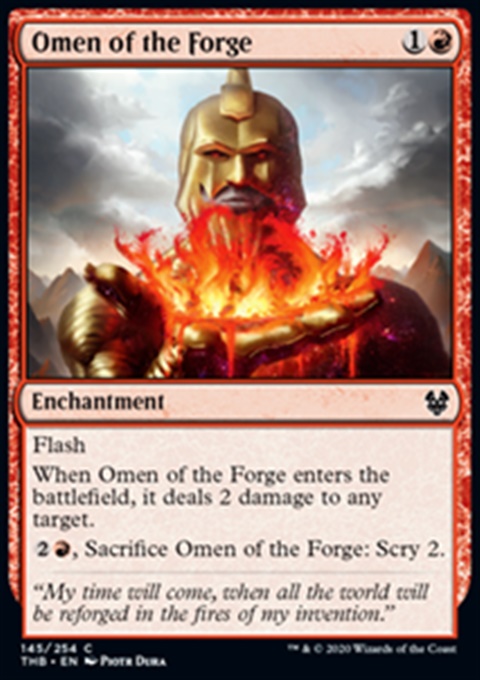 Omen of the Forge 1
Enchantment
Flash
When Omen of the Forge enters the
battlefield, it deals 2 damage to any
target.
2, Sacrifice Omen of the Forge: Scry 2.
“My time will come, when all the world will
be reforged in the fires of my invention.”
145/254 C ™ & © 2020 Wizards of the Coast
THB • EN Piotr Dura